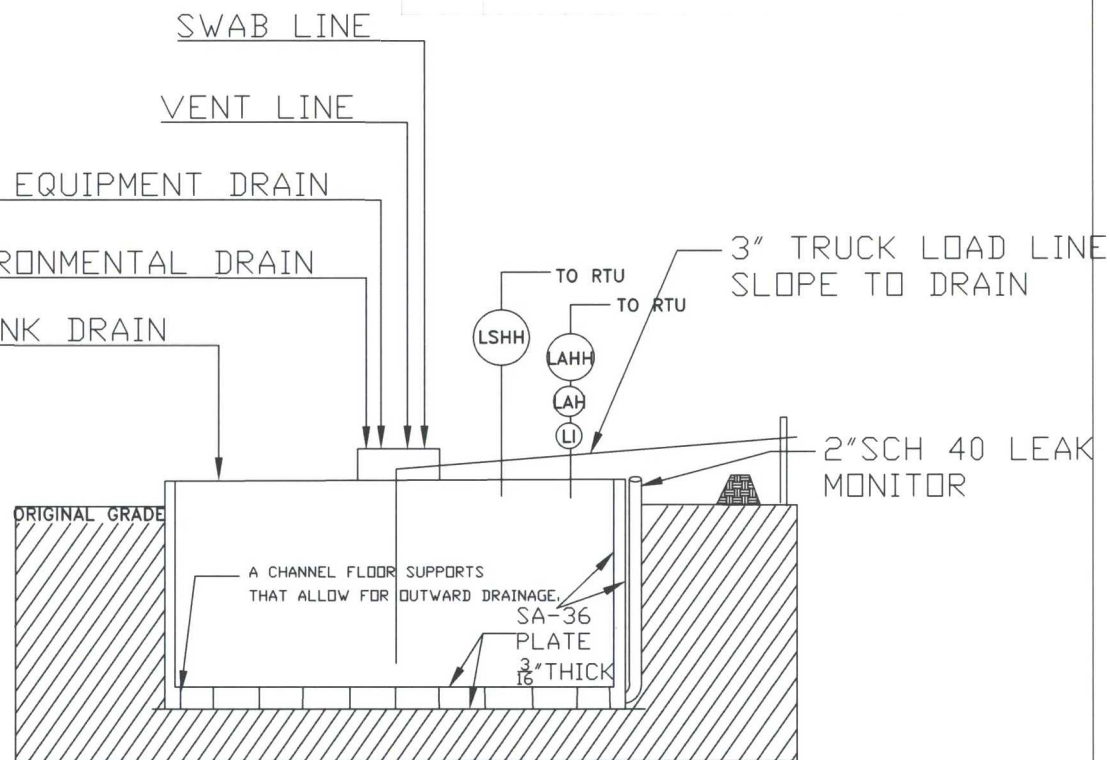 SWAB LINE
VENT LINE
EQUIPMENT DRAIN
RONMENTAL DRAIN
NK DRAIN
TO RTU
TO RTU
3" TRUCK LOAD LINE
SLOPE TO DRAIN
LSHH
LAHH
LAH
LI
2"SCH 40 LEAK
MONITOR
ORIGINAL GRADE
A CHANNEL FLOOR SUPPORTS
THAT ALLOW FOR OUTWARD DRAINAGE.
SA-36
PLATE
3/16"THICK